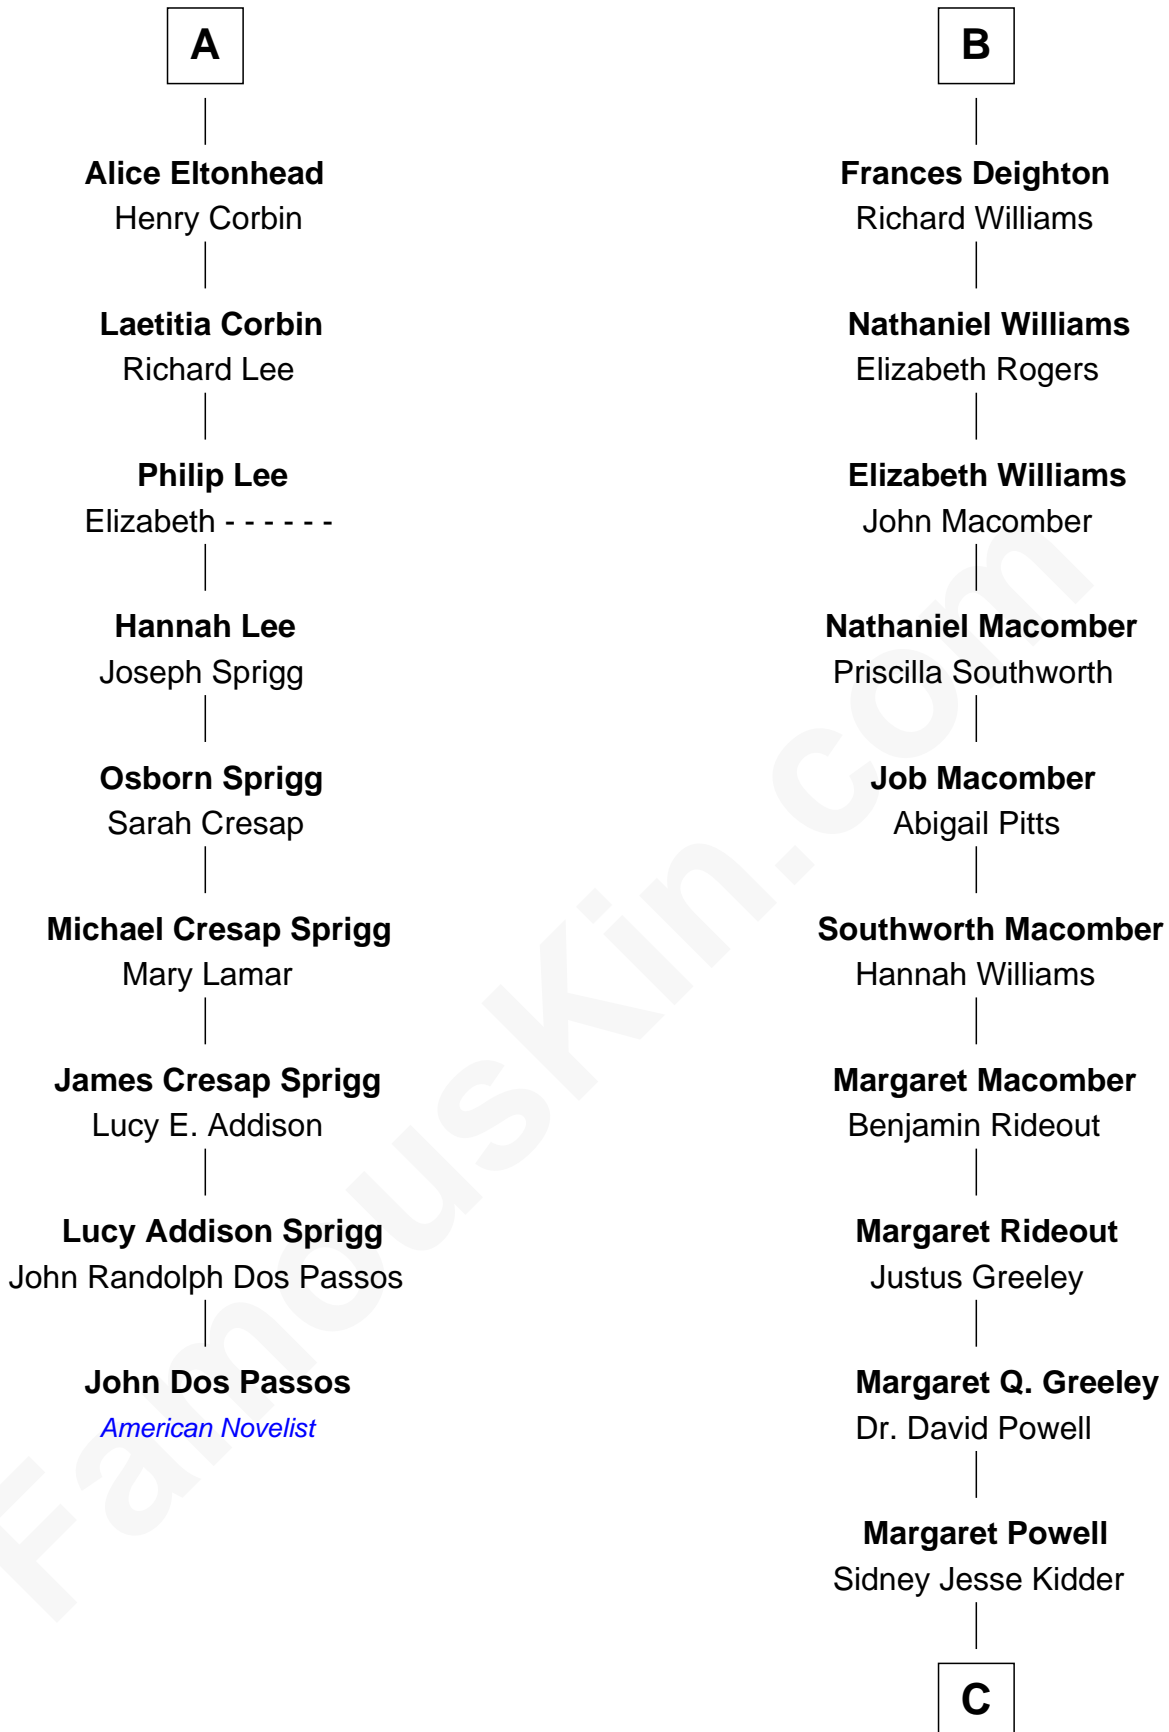 A
Alice Eltonhead
Henry Corbin
Laetitia Corbin
Richard Lee
Philip Lee
Elizabeth - - - - - -
Hannah Lee
Joseph Sprigg
Osborn Sprigg
Sarah Cresap
Michael Cresap Sprigg
Mary Lamar
James Cresap Sprigg
Lucy E. Addison
Lucy Addison Sprigg
John Randolph Dos Passos
John Dos Passos
American Novelist
B
Frances Deighton
Richard Williams
Nathaniel Williams
Elizabeth Rogers
Elizabeth Williams
John Macomber
Nathaniel Macomber
Priscilla Southworth
Job Macomber
Abigail Pitts
Southworth Macomber
Hannah Williams
Margaret Macomber
Benjamin Rideout
Margaret Rideout
Justus Greeley
Margaret Q. Greeley
Dr. David Powell
Margaret Powell
Sidney Jesse Kidder
C
FamousKin.com